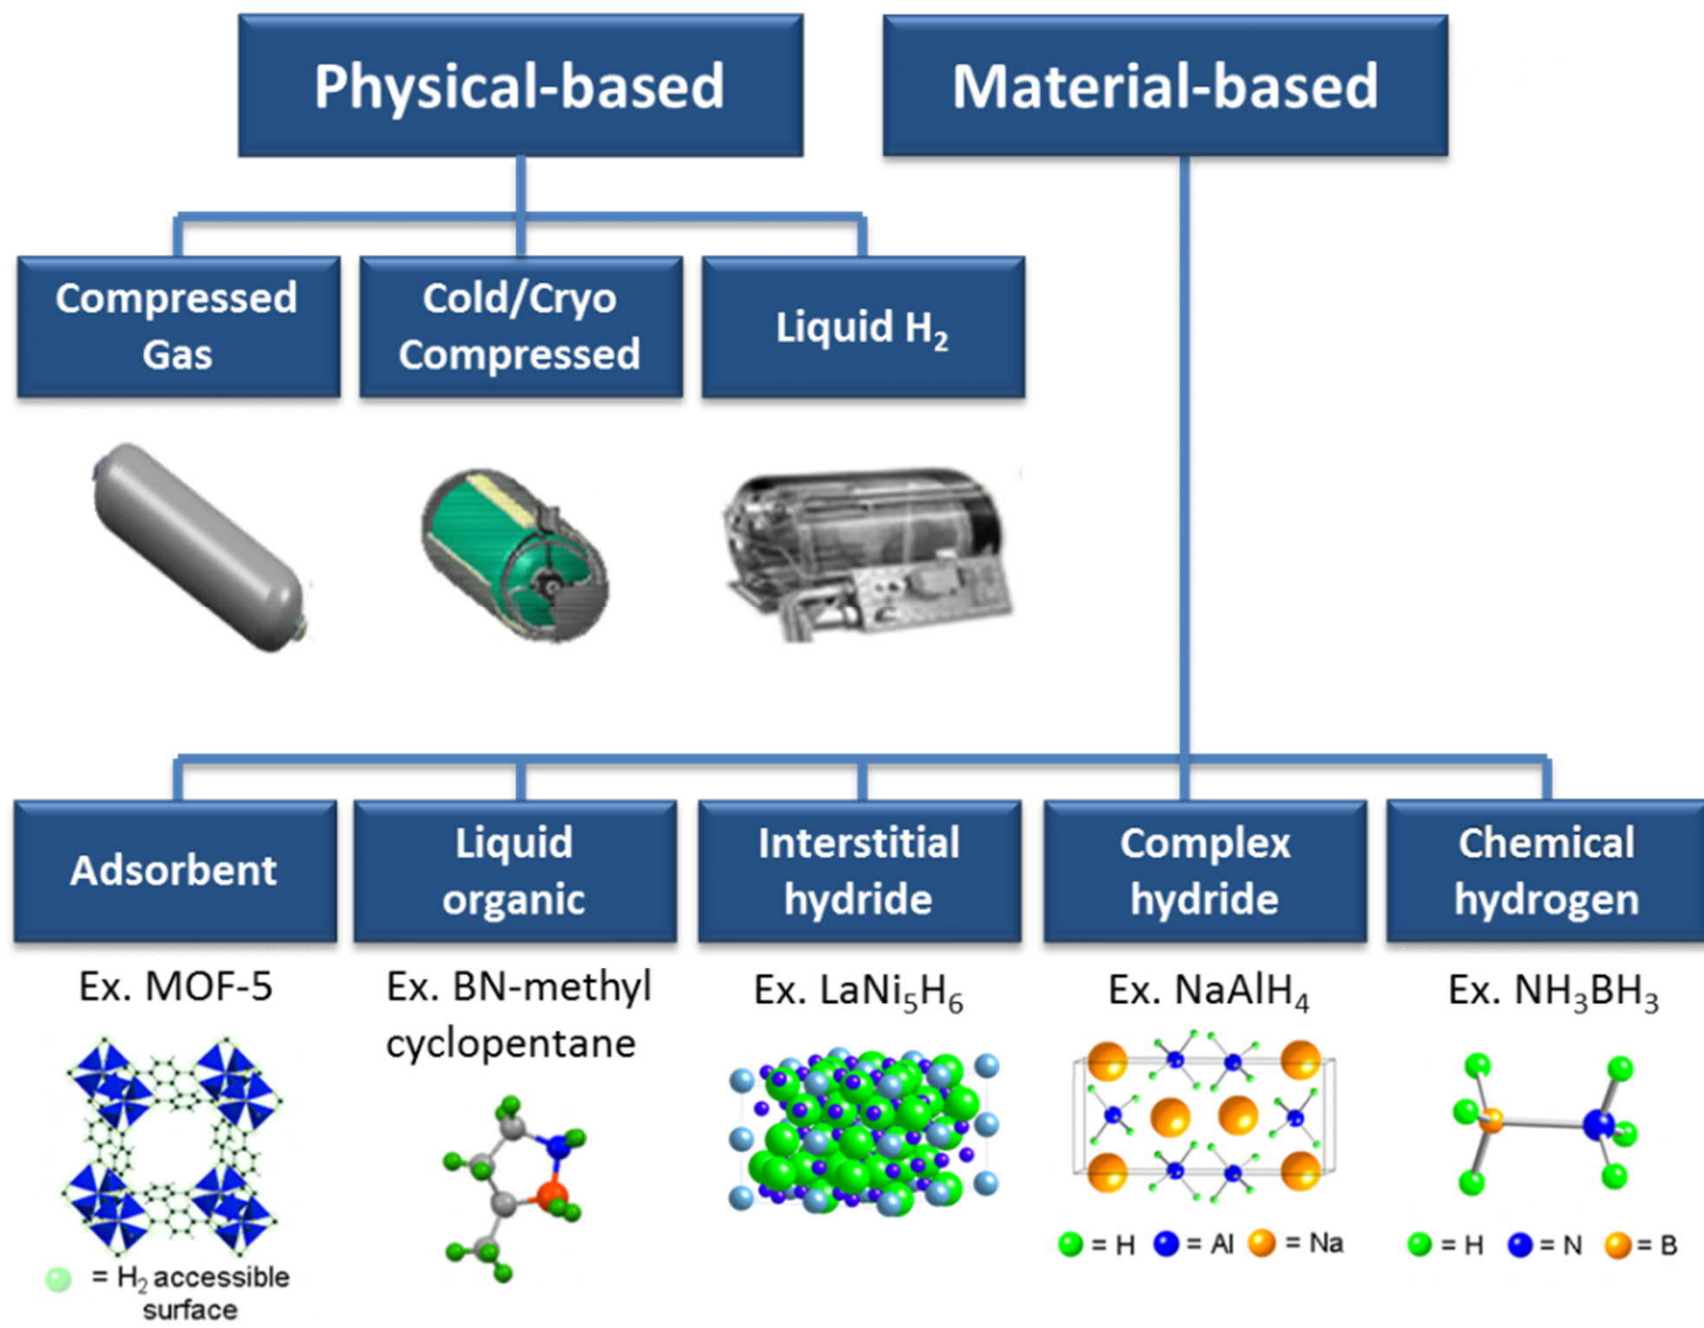 Physical-based
Material-based
Compressed
Gas
Cold/Cryo
Compressed
Liquid H₂
Adsorbent
Liquid
organic
Interstitial
hydride
Complex
hydride
Chemical
hydrogen
Ex. MOF-5
Ex. BN-methyl
cyclopentane
Ex. LaNi₅H₆
Ex. NaAlH₄
Ex. NH₃BH₃
= H₂ accessible
surface
= H = Al = Na
= H = N = B